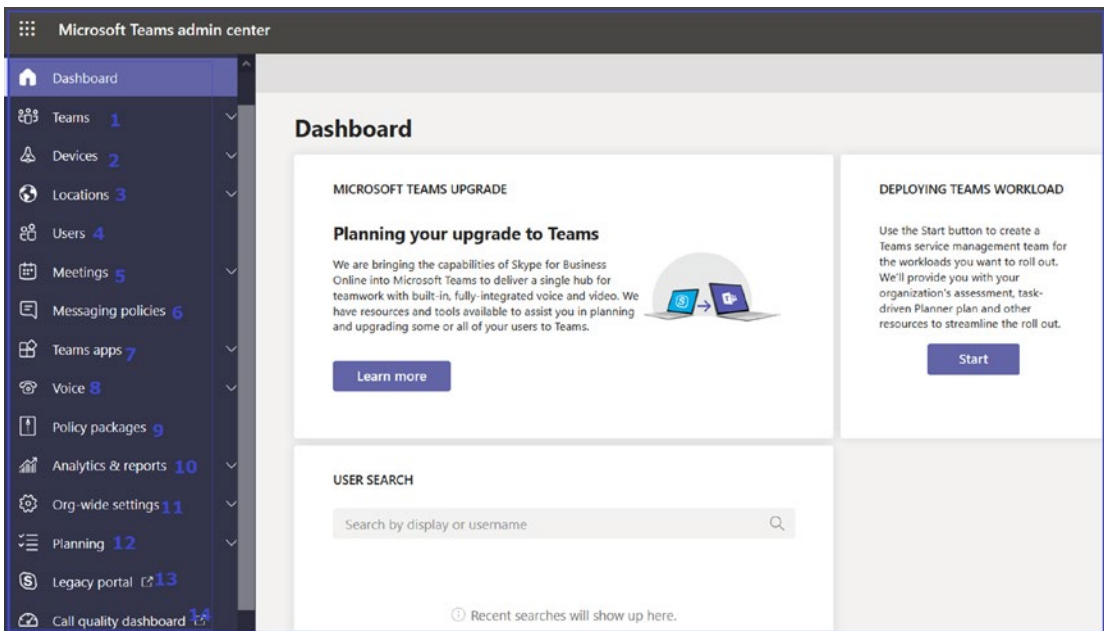 Microsoft Teams admin center
Dashboard
Teams 1
Devices 2
Locations 3
Users 4
Meetings 5
Messaging policies 6
Teams apps 7
Voice 8
Policy packages 9
Analytics & reports 10
Org-wide settings 11
Planning 12
Legacy portal 13
Call quality dashboard 14
Dashboard
MICROSOFT TEAMS UPGRADE
Planning your upgrade to Teams
We are bringing the capabilities of Skype for Business
Online into Microsoft Teams to deliver a single hub for
teamwork with built-in, fully-integrated voice and video. We
have resources and tools available to assist you in planning
and upgrading some or all of your users to Teams.
Learn more
DEPLOYING TEAMS WORKLOAD
Use the Start button to create a
Teams service management team for
the workloads you want to roll out.
We'll provide you with your
organization's assessment, task-
driven Planner plan and other
resources to streamline the roll out.
Start
USER SEARCH
Search by display or username
Recent searches will show up here.